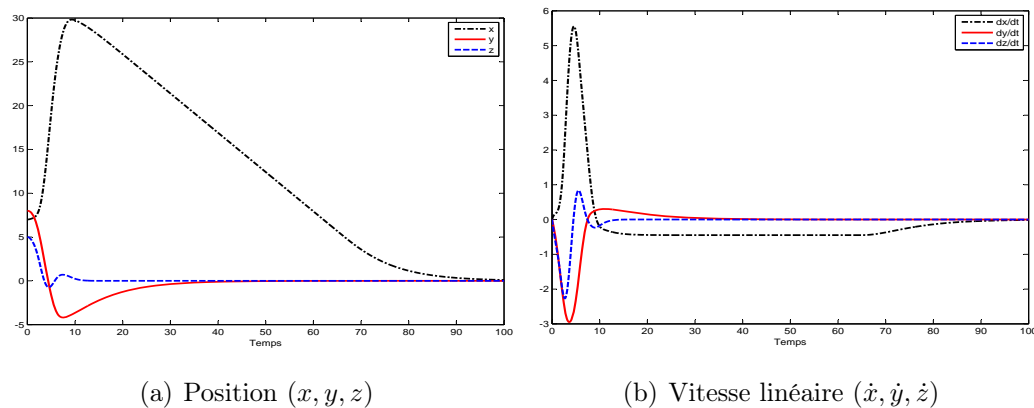 30
25
20
15
10
5
0
-5
0 10 20 30 40 50 60 70 80 90 100
Temps
x
y
z
(a) Position (x, y, z)
6
5
4
3
2
1
0
-1
-2
-3
0 10 20 30 40 50 60 70 80 90 100
Temps
dx/dt
dy/dt
dz/dt
(b) Vitesse linéaire (ẋ, ẏ, ż)